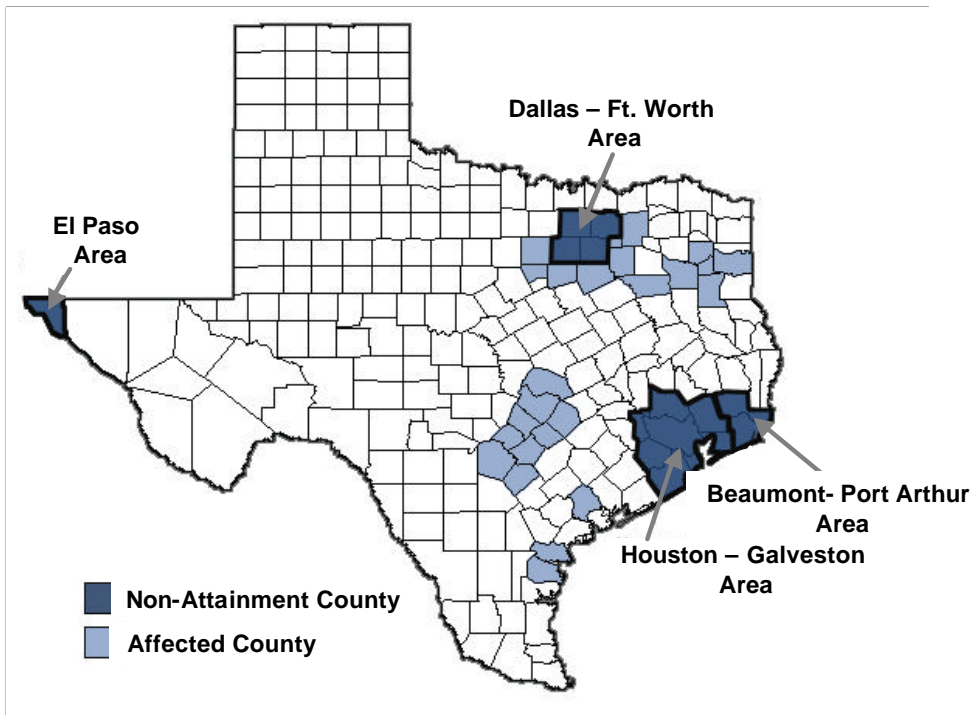 Dallas – Ft. Worth
Area
El Paso
Area
Beaumont- Port Arthur
Area
Houston – Galveston
Area
Non-Attainment County
Affected County